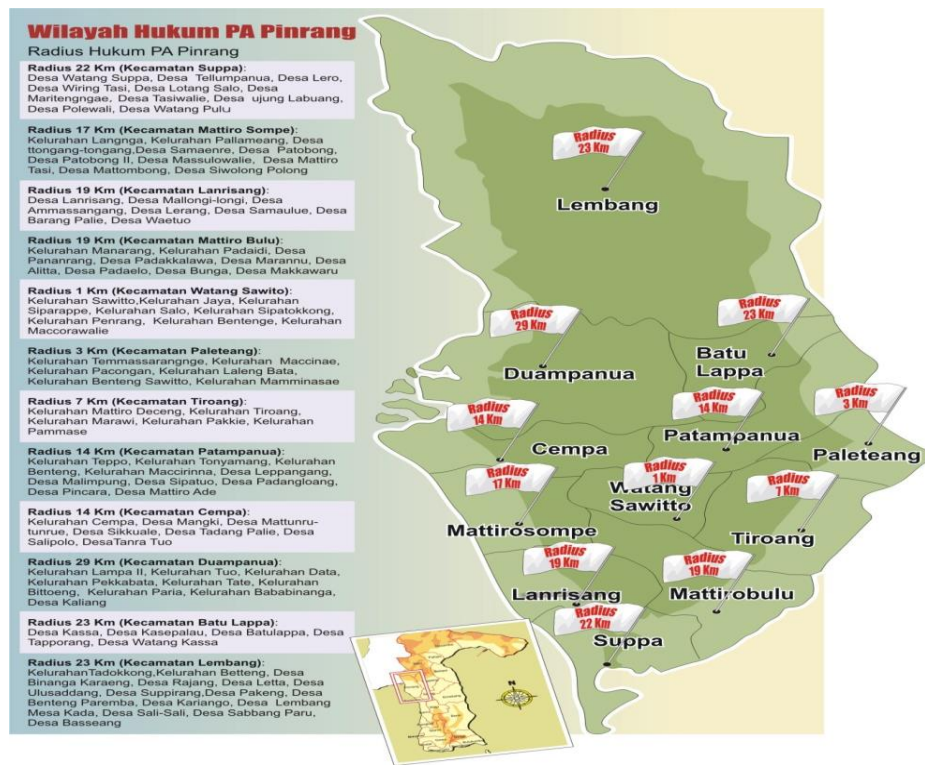 Wilayah Hukum PA Pinrang
Radius Hukum PA Pinrang
Radius 22 Km (Kecamatan Suppa):
Desa Watang Suppa, Desa Tellumpanua, Desa Lero,
Desa Wiring Tasi, Desa Lotang Salo, Desa
Maritengngae, Desa Tasiwalie, Desa ujung Labuang,
Desa Polewali, Desa Watang Pulu
Radius 17 Km (Kecamatan Mattiro Sompe):
Kelurahan Langnga, Kelurahan Pallameang, Desa
ttongang-tongang,Desa Samaenre, Desa Patobong,
Desa Patobong II, Desa Massulowalie, Desa Mattiro
Tasi, Desa Mattombong, Desa Siwolong Polong
Radius 19 Km (Kecamatan Lanrisang):
Desa Lanrisang, Desa Mallongi-longi, Desa
Ammassangang, Desa Lerang, Desa Samaulue, Desa
Barang Palie, Desa Waetuo
Radius 19 Km (Kecamatan Mattiro Bulu):
Kelurahan Manarang, Kelurahan Padaidi, Desa
Pananrang, Desa Padakkalawa, Desa Marannu, Desa
Alitta, Desa Padaelo, Desa Bunga, Desa Makkawaru
Radius 1 Km (Kecamatan Watang Sawito):
Kelurahan Sawitto,Kelurahan Jaya, Kelurahan
Siparappe, Kelurahan Salo, Kelurahan Sipatokkong,
Kelurahan Penrang, Kelurahan Bentenge, Kelurahan
Maccorawalie
Radius 3 Km (Kecamatan Paleteang):
Kelurahan Temmassarangnge, Kelurahan Maccinae,
Kelurahan Pacongan, Kelurahan Laleng Bata,
Kelurahan Benteng Sawitto, Kelurahan Mamminasae
Radius 7 Km (Kecamatan Tiroang):
Kelurahan Mattiro Deceng, Kelurahan Tiroang,
Kelurahan Marawi, Kelurahan Pakkie, Kelurahan
Pammase
Radius 14 Km (Kecamatan Patampanua):
Kelurahan Teppo, Kelurahan Tonyamang, Kelurahan
Benteng, Kelurahan Maccirinna, Desa Leppangang,
Desa Malimpung, Desa Sipatuo, Desa Padangloang,
Desa Pincara, Desa Mattiro Ade
Radius 14 Km (Kecamatan Cempa):
Kelurahan Cempa, Desa Mangki, Desa Mattunru-
tunrue, Desa Sikkuale, Desa Tadang Palie, Desa
Salipolo, DesaTanra Tuo
Radius 29 Km (Kecamatan Duampanua):
Kelurahan Lampa II, Kelurahan Tuo, Kelurahan Data,
Kelurahan Pekkabata, Kelurahan Tate, Kelurahan
Bittoeng, Kelurahan Paria, Kelurahan Bababinanga,
Desa Kaliang
Radius 23 Km (Kecamatan Batu Lappa):
Desa Kassa, Desa Kasepalau, Desa Batulappa, Desa
Tapporang, Desa Watang Kassa
Radius 23 Km (Kecamatan Lembang):
KelurahanTadokkong,Kelurahan Betteng, Desa
Binanga Karaeng, Desa Rajang, Desa Letta, Desa
Ulusaddang, Desa Suppirang,Desa Pakeng, Desa
Benteng Paremba, Desa Kariango, Desa Lembang
Mesa Kada, Desa Sali-Sali, Desa Sabbang Paru,
Desa Basseang
Radius
23 Km
Lembang
Radius
29 Km
Duampanua
Radius
23 Km
Batu
Lappa
Radius
14 Km
Cempa
Radius
14 Km
Patampanua
Radius
3 Km
Paleteang
Radius
17 Km
Mattirosompe
Radius
1 Km
Watang
Sawitto
Radius
7 Km
Tiroang
Radius
19 Km
Lanrisang
Radius
19 Km
Mattirobulu
Radius
22 Km
Suppa
N